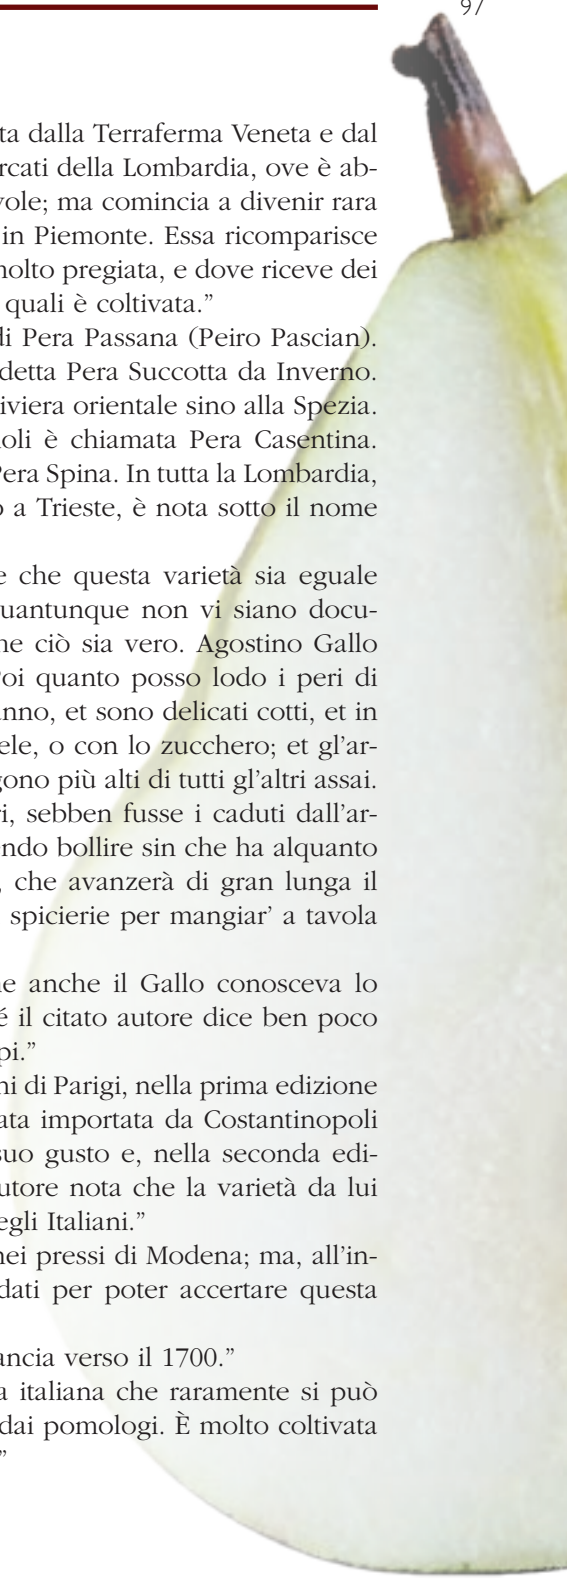 97
ta dalla Terraferma Veneta e dal
rcati della Lombardia, ove è ab-
vole; ma comincia a divenir rara
in Piemonte. Essa ricomparisce
molto pregiata, e dove riceve dei
quali è coltivata.”
di Pera Passana (Peiro Pascian).
detta Pera Succotta da Inverno.
iviera orientale sino alla Spezia.
oli è chiamata Pera Casentina.
Pera Spina. In tutta la Lombardia,
o a Trieste, è nota sotto il nome
e che questa varietà sia eguale
quantunque non vi siano docu-
he ciò sia vero. Agostino Gallo
Poi quanto posso lodo i peri di
anno, et sono delicati cotti, et in
ele, o con lo zucchero; et gl’ar-
gono più alti di tutti gl’altri assai.
ri, sebben fusse i caduti dall’ar-
endo bollire sin che ha alquanto
, che avanzerà di gran lunga il
spicierie per mangiar’ a tavola
ne anche il Gallo conosceva lo
é il citato autore dice ben poco
pi.”
ni di Parigi, nella prima edizione
ata importata da Costantinopoli
suo gusto e, nella seconda edi-
utore nota che la varietà da lui
egli Italiani.”
nei pressi di Modena; ma, all’in-
dati per poter accertare questa
ancia verso il 1700.”
a italiana che raramente si può
dai pomologi. È molto coltivata
”